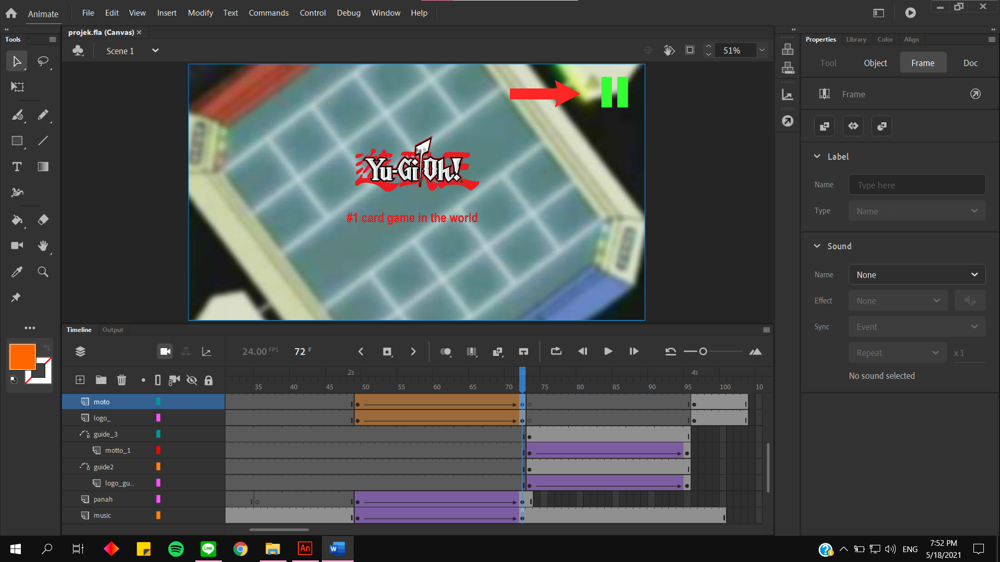 Animate File Edit View Insert Modify Text Commands Control Debug Window Help
Tools
projek.fla (Canvas)
Scene 1
51%
Yu-Gi-Oh!
#1 card game in the world
Properties Library Color Align
Tool Object Frame Doc
Frame
Label
Name Type here
Type Name
Sound
Name None
Effect None
Sync Event
Repeat x 1
No sound selected
Timeline Output
24.00 FPS 72 F
2s 3s 4s
35 40 45 50 55 60 65 70 75 80 85 90 95 100 10
moto
logo_
guide_3
motto_1
guide2
logo_gu...
panah
music
LINE An W
ENG
7:52 PM
5/18/2021